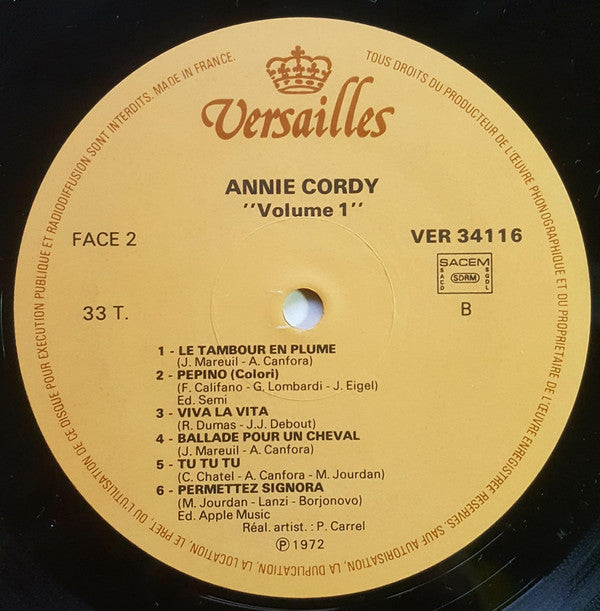 TOUS DROITS DU PRODUCTEUR DE L'ŒUVRE PHONOGRAPHIQUE ET DU PROPRIETAIRE DE L'ŒUVRE ENREGISTREE RESERVES. SAUF AUTORISATION, LA DUPLICATION, LA LOCATION, LE PRET, OU L'UTILISATION DE CE DISQUE POUR EXECUTION PUBLIQUE ET RADIODIFFUSION SONT INTERDITS. MADE IN FRANCE.
Versailles
ANNIE CORDY
"Volume 1"
FACE 2
VER 34116
SACEM
SACD
SDRM
SGDL
33 T.
B
1 - LE TAMBOUR EN PLUME
(J. Mareuil - A. Canfora)
2 - PEPINO (Colori)
(F. Califano - G. Lombardi - J. Eigel)
Ed. Semi
3 - VIVA LA VITA
(R. Dumas - J.J. Debout)
4 - BALLADE POUR UN CHEVAL
(J. Mareuil - A. Canfora)
5 - TU TU TU
(C. Chatel - A. Canfora - M. Jourdan)
6 - PERMETTEZ SIGNORA
(M. Jourdan - Lanzi - Borjonovo)
Ed. Apple Music
Réal. artist. : P. Carrel
℗ 1972